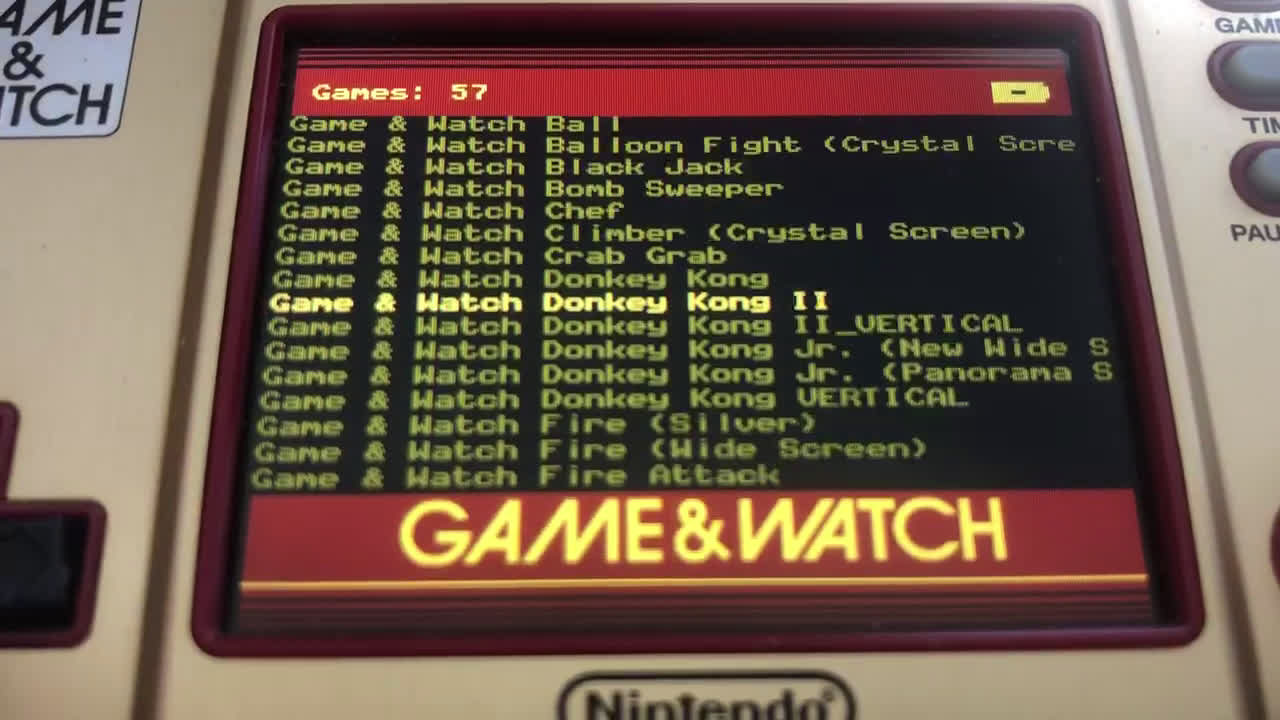 GAME
&
Games: 57
Game & Watch Ball
Game & Watch Balloon Fight (Crystal Scre
Game & Watch Black Jack
Game & Watch Bomb Sweeper
Game & Watch Chef
Game & Watch Climber (Crystal Screen)
Game & Watch Crab Grab
Game & Watch Donkey Kong
Game & Watch Donkey Kong II
Game & Watch Donkey Kong II_VERTICAL
Game & Watch Donkey Kong Jr. (New Wide S
Game & Watch Donkey Kong Jr. (Panorama S
Game & Watch Donkey Kong VERTICAL
Game & Watch Fire (Silver)
Game & Watch Fire (Wide Screen)
Game & Watch Fire Attack
GAME&WATCH
Nintendo®
GAM
TIM
PAU